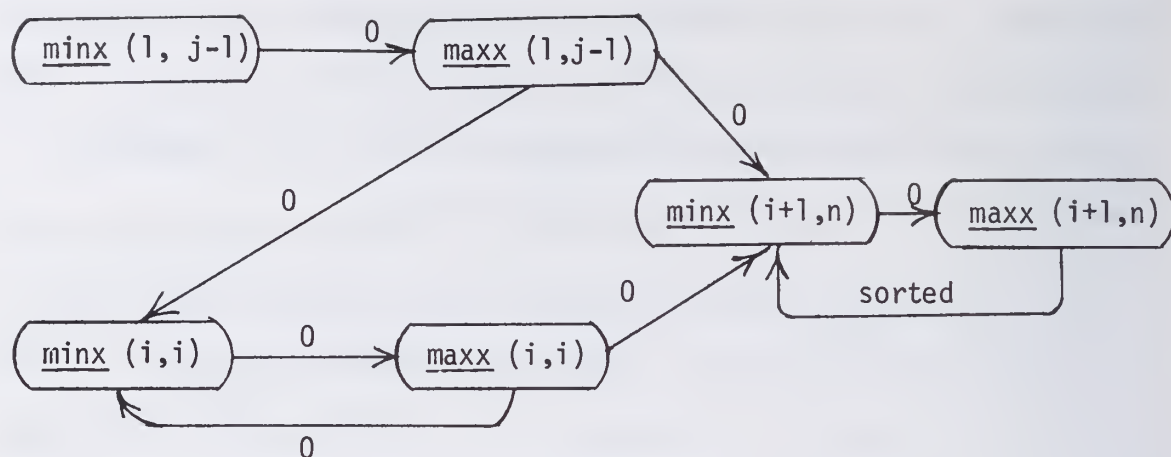 minx (1, j-1)
0
maxx (1,j-1)
0
0
minx (i+1,n)
0
maxx (i+1,n)
sorted
0
minx (i,i)
0
maxx (i,i)
0